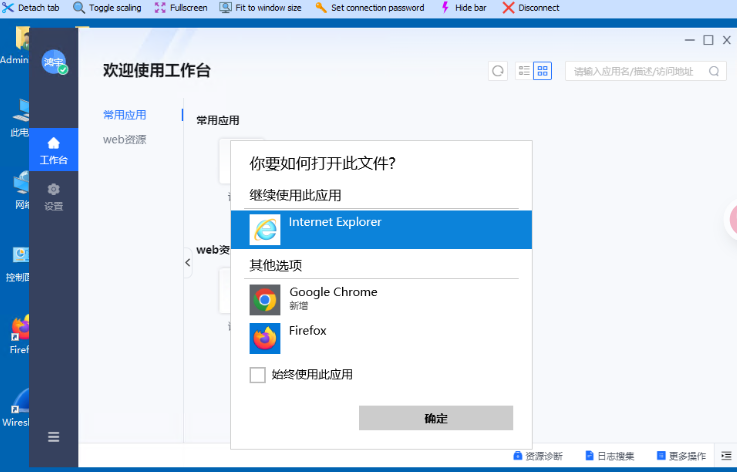 Detach tab
Toggle scaling
Fullscreen
Fit to window size
Set connection password
Hide bar
Disconnect
Admin
鸿宇
欢迎使用工作台
请输入应用名/描述/访问地址
常用应用
web资源
常用应用
此电
工作台
设置
网络
控制面
Firef
Wiresh
web资
你要如何打开此文件?
继续使用此应用
Internet Explorer
其他选项
Google Chrome
新增
Firefox
始终使用此应用
确定
资源诊断
日志搜集
更多操作